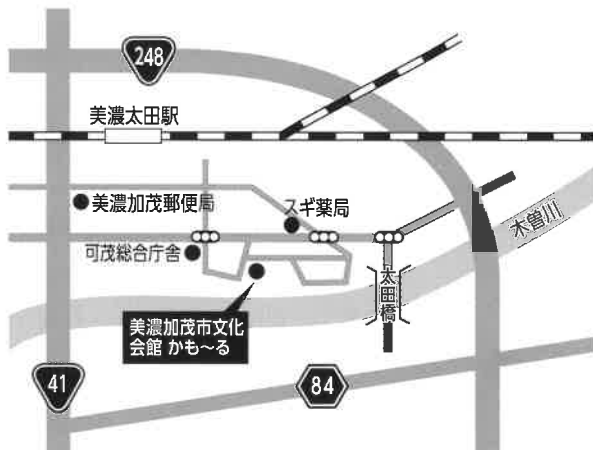 248
美濃太田駅
美濃加茂郵便局
スギ薬局
木曽川
可茂総合庁舎
太田橋
美濃加茂市文化
会館 かも〜る
41
84